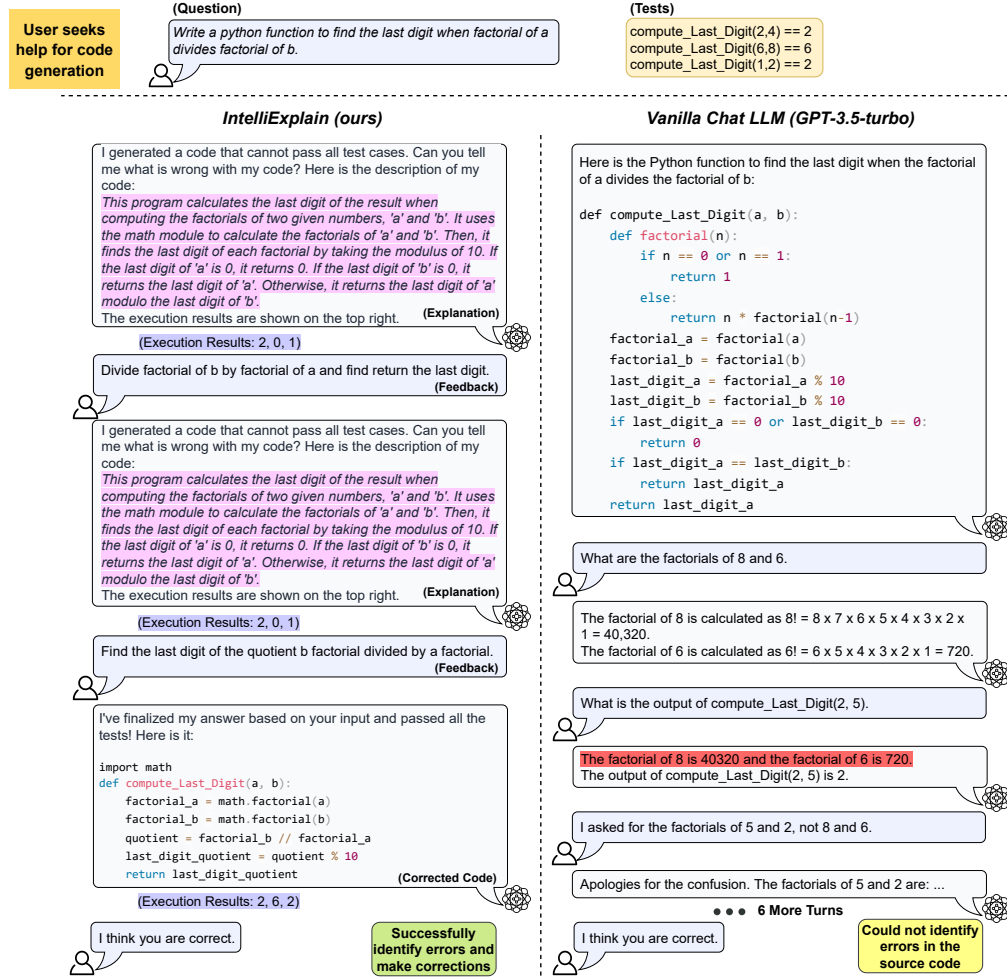 (Question)
(Tests)
User seeks
help for code
generation
Write a python function to find the last digit when factorial of a
divides factorial of b.
compute_Last_Digit(2,4) == 2
compute_Last_Digit(6,8) == 6
compute_Last_Digit(1,2) == 2
IntelliExplain (ours)
I generated a code that cannot pass all test cases. Can you tell
me what is wrong with my code? Here is the description of my
code:
This program calculates the last digit of the result when
computing the factorials of two given numbers, 'a' and 'b'. It uses
the math module to calculate the factorials of 'a' and 'b'. Then, it
finds the last digit of each factorial by taking the modulus of 10. If
the last digit of 'a' is 0, it returns 0. If the last digit of 'b' is 0, it
returns the last digit of 'a'. Otherwise, it returns the last digit of 'a'
modulo the last digit of 'b'.
The execution results are shown on the top right.
(Explanation)
(Execution Results: 2, 0, 1)
Divide factorial of b by factorial of a and find return the last digit.
(Feedback)
I generated a code that cannot pass all test cases. Can you tell
me what is wrong with my code? Here is the description of my
code:
This program calculates the last digit of the result when
computing the factorials of two given numbers, 'a' and 'b'. It uses
the math module to calculate the factorials of 'a' and 'b'. Then, it
finds the last digit of each factorial by taking the modulus of 10. If
the last digit of 'a' is 0, it returns 0. If the last digit of 'b' is 0, it
returns the last digit of 'a'. Otherwise, it returns the last digit of 'a'
modulo the last digit of 'b'.
The execution results are shown on the top right.
(Explanation)
(Execution Results: 2, 0, 1)
Find the last digit of the quotient b factorial divided by a factorial.
(Feedback)
I've finalized my answer based on your input and passed all the
tests! Here is it:
import math
def compute_Last_Digit(a, b):
factorial_a = math.factorial(a)
factorial_b = math.factorial(b)
quotient = factorial_b // factorial_a
last_digit_quotient = quotient % 10
return last_digit_quotient
(Corrected Code)
(Execution Results: 2, 6, 2)
I think you are correct.
Successfully
identify errors and
make corrections
Vanilla Chat LLM (GPT-3.5-turbo)
Here is the Python function to find the last digit when the factorial
of a divides the factorial of b:
def compute_Last_Digit(a, b):
def factorial(n):
if n == 0 or n == 1:
return 1
else:
return n * factorial(n-1)
factorial_a = factorial(a)
factorial_b = factorial(b)
last_digit_a = factorial_a % 10
last_digit_b = factorial_b % 10
if last_digit_a == 0 or last_digit_b == 0:
return 0
if last_digit_a == last_digit_b:
return last_digit_a
return last_digit_a
What are the factorials of 8 and 6.
The factorial of 8 is calculated as 8! = 8 x 7 x 6 x 5 x 4 x 3 x 2 x
1 = 40,320.
The factorial of 6 is calculated as 6! = 6 x 5 x 4 x 3 x 2 x 1 = 720.
What is the output of compute_Last_Digit(2, 5).
The factorial of 8 is 40320 and the factorial of 6 is 720.
The output of compute_Last_Digit(2, 5) is 2.
I asked for the factorials of 5 and 2, not 8 and 6.
Apologies for the confusion. The factorials of 5 and 2 are: ...
● ● ● 6 More Turns
I think you are correct.
Could not identify
errors in the
source code